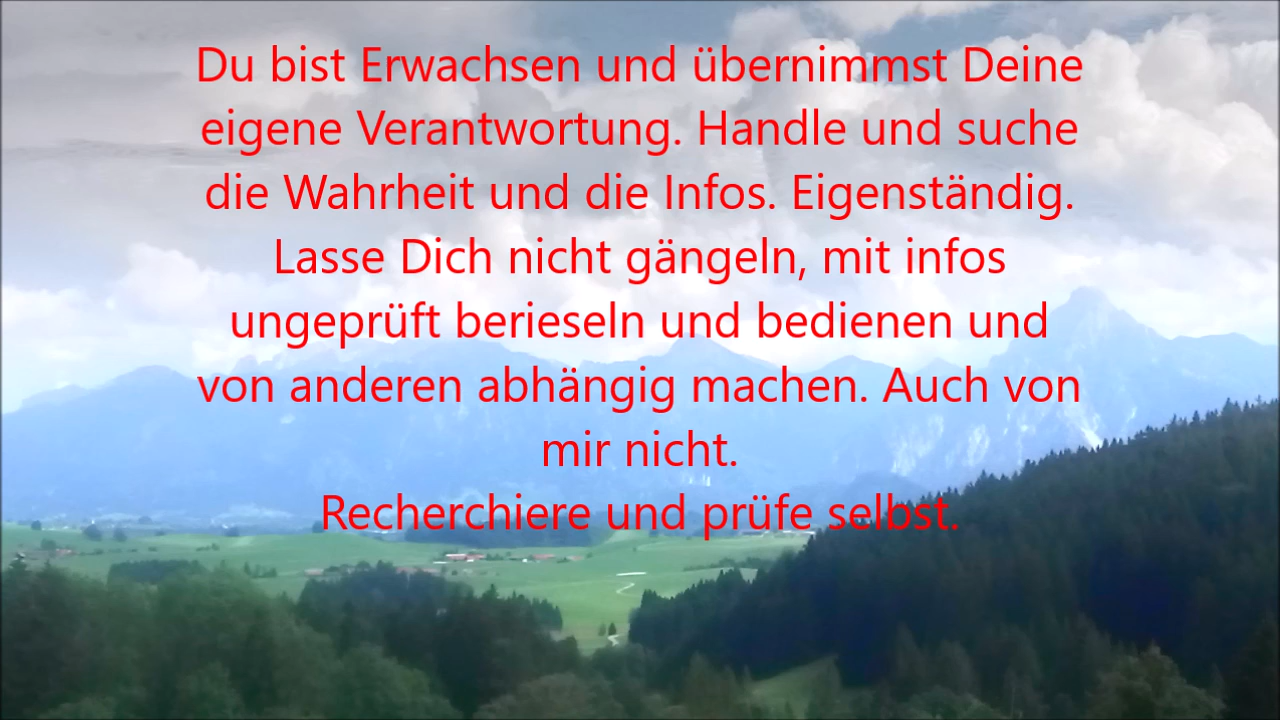 Du bist Erwachsen und übernimmst Deine
eigene Verantwortung. Handle und suche
die Wahrheit und die Infos. Eigenständig.
Lasse Dich nicht gängeln, mit infos
ungeprüft berieseln und bedienen und
von anderen abhängig machen. Auch von
mir nicht.
Recherchiere und prüfe selbst.